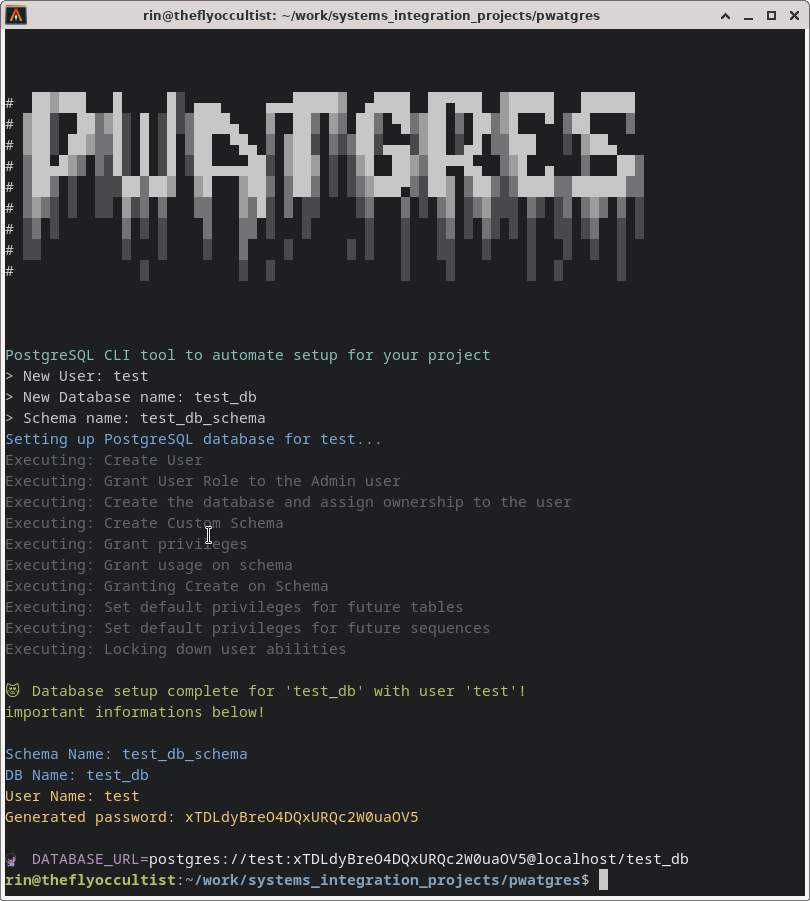 rin@theflyoccultist: ~/work/systems_integration_projects/pwatgres
PWATGRES
#
#
#
#
#
#
#
#
#
PostgreSQL CLI tool to automate setup for your project
> New User: test
> New Database name: test_db
> Schema name: test_db_schema
Setting up PostgreSQL database for test...
Executing: Create User
Executing: Grant User Role to the Admin user
Executing: Create the database and assign ownership to the user
Executing: Create Custom Schema
Executing: Grant privileges
Executing: Grant usage on schema
Executing: Granting Create on Schema
Executing: Set default privileges for future tables
Executing: Set default privileges for future sequences
Executing: Locking down user abilities
😈 Database setup complete for 'test_db' with user 'test'!
important informations below!
Schema Name: test_db_schema
DB Name: test_db
User Name: test
Generated password: xTDLdyBreO4DQxURQc2W0uaOV5
DATABASE_URL=postgres://test:xTDLdyBreO4DQxURQc2W0uaOV5@localhost/test_db
rin@theflyoccultist:~/work/systems_integration_projects/pwatgres$